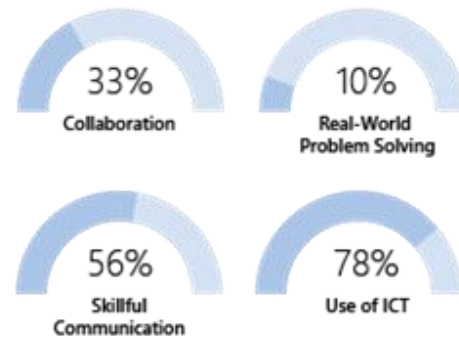 33%
Collaboration
10%
Real-World
Problem Solving
56%
Skillful
Communication
78%
Use of ICT